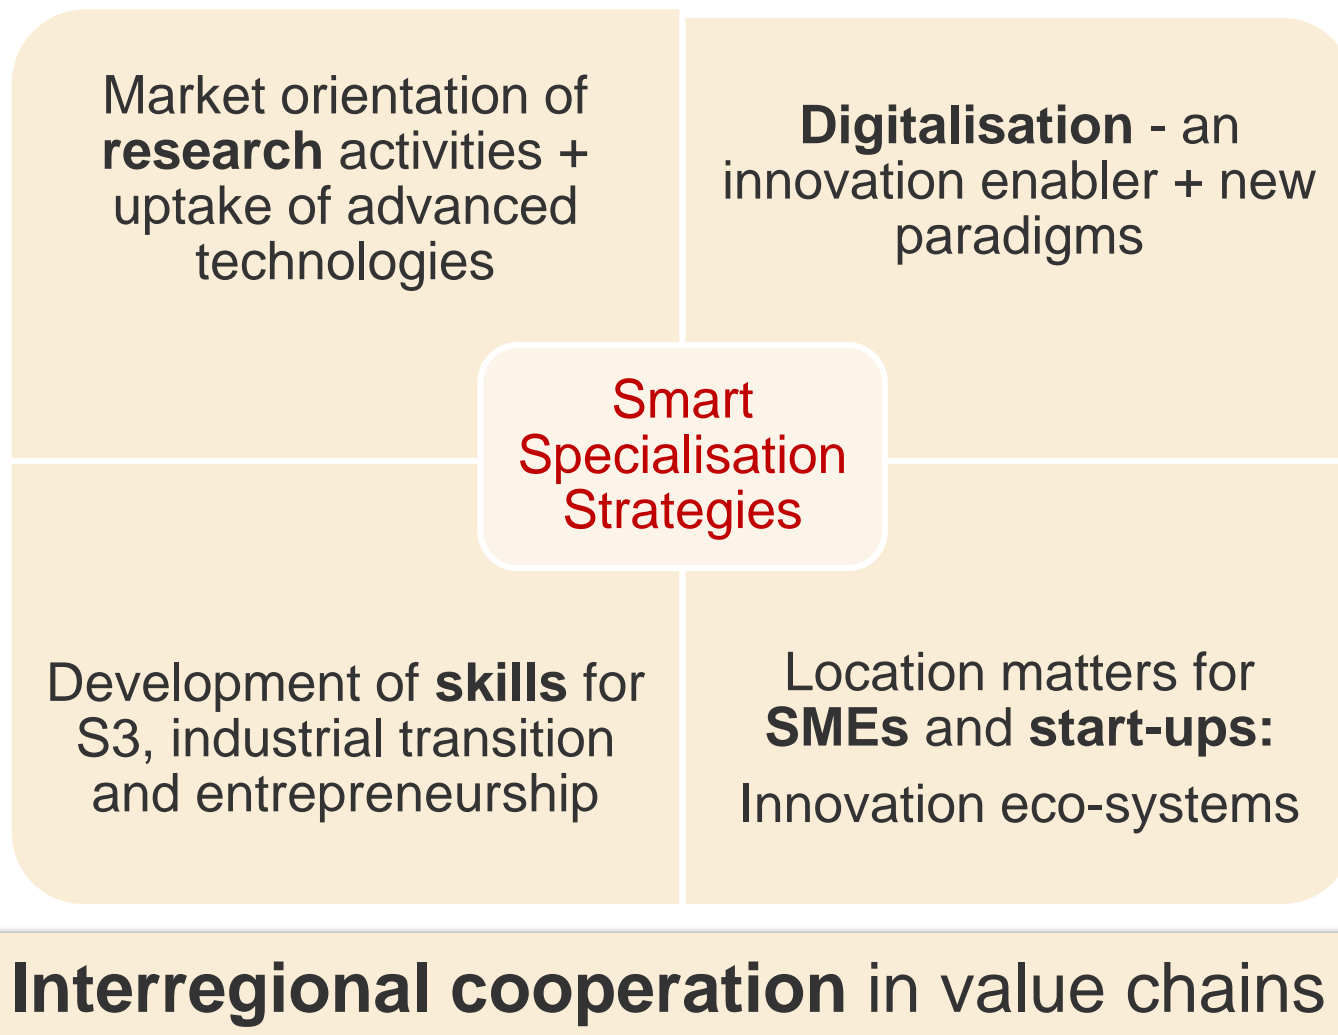 Market orientation of
research activities +
uptake of advanced
technologies
Digitalisation - an
innovation enabler + new
paradigms
Smart
Specialisation
Strategies
Development of skills for
S3, industrial transition
and entrepreneurship
Location matters for
SMEs and start-ups:
Innovation eco-systems
Interregional cooperation in value chains